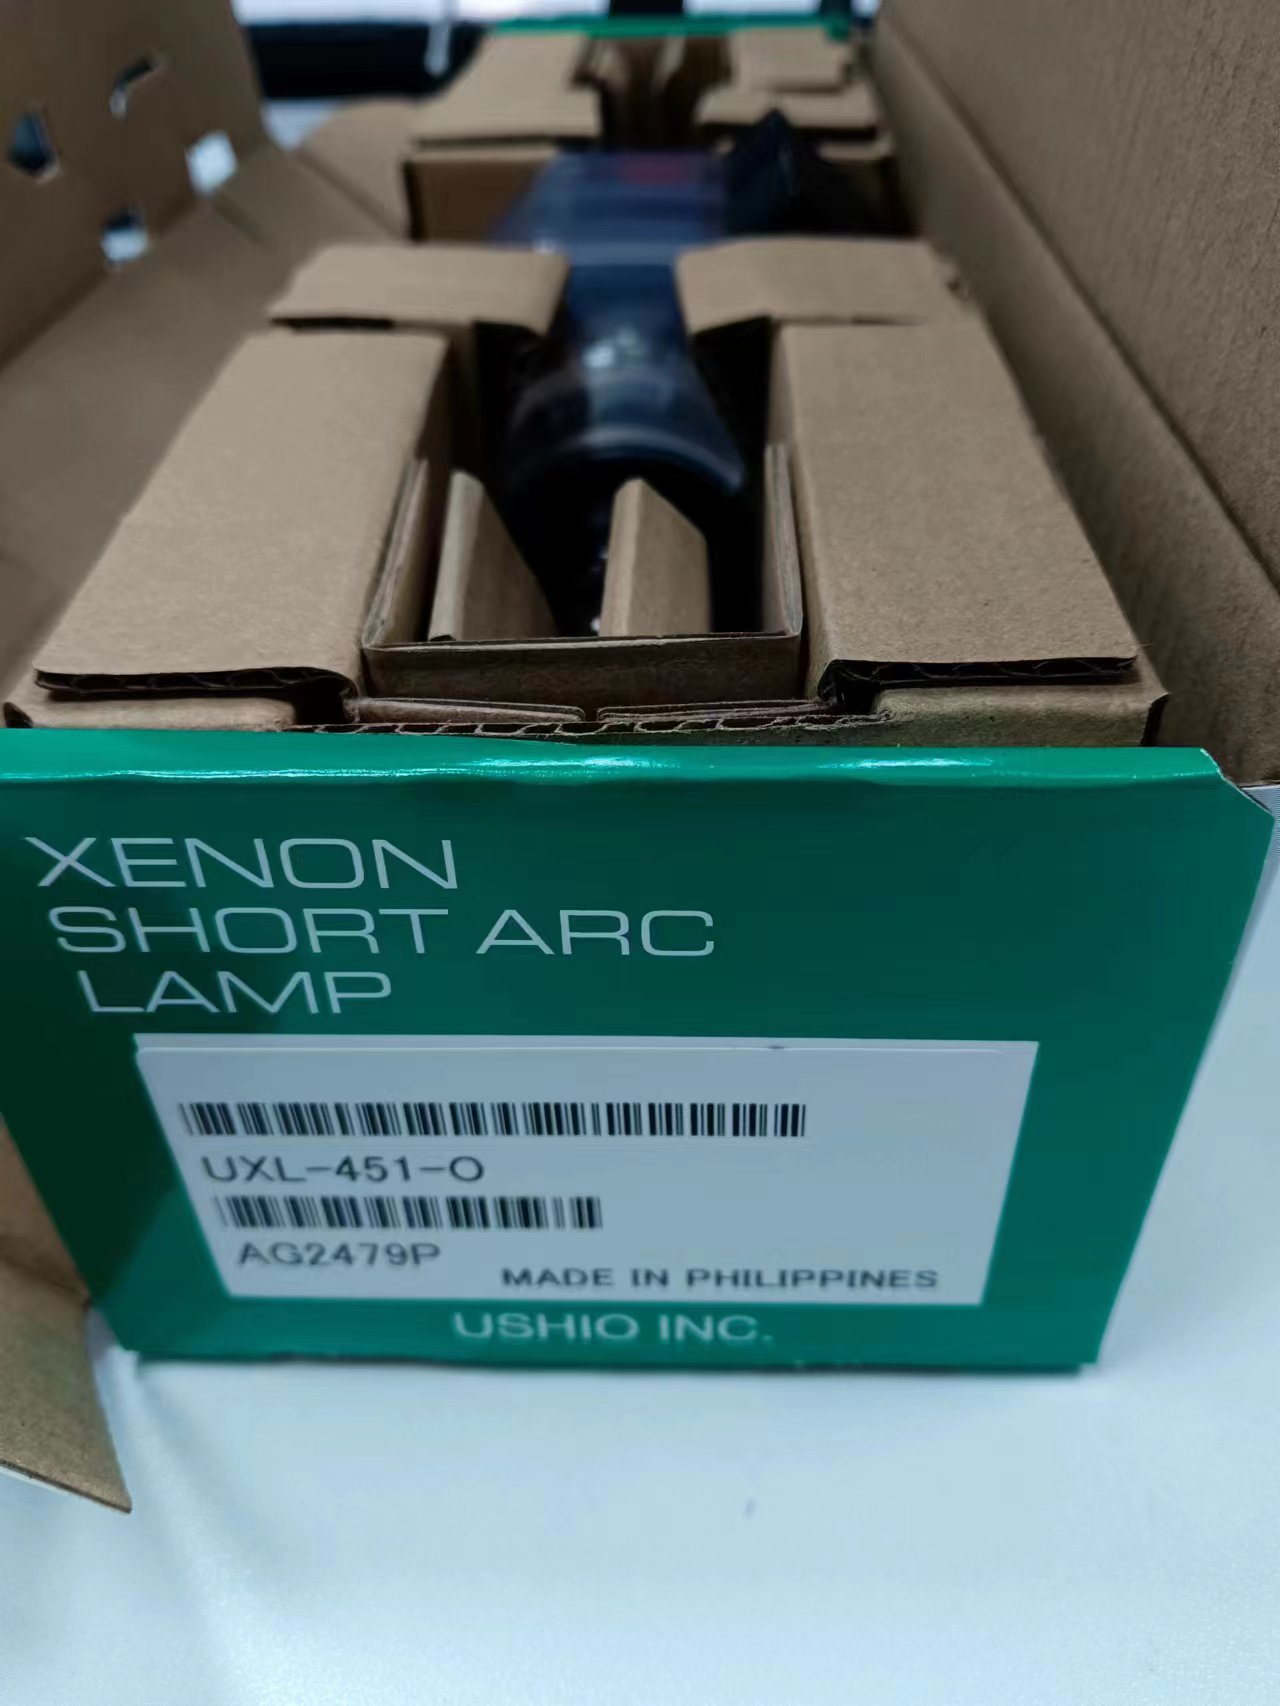 XENON
SHORT ARC
LAMP
UXL-451-O
AG2479P
MADE IN PHILIPPINES
USHIO INC.